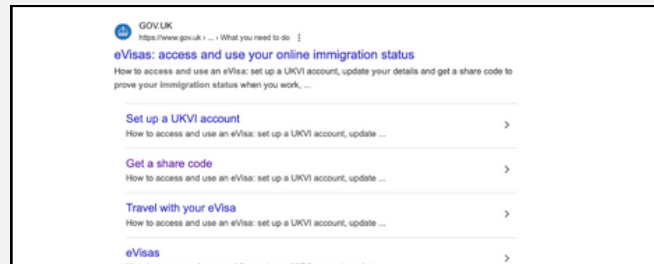 GOV.UK
https://www.gov.uk › ... › What you need to do
eVisas: access and use your online immigration status
How to access and use an eVisa: set up a UKVI account, update your details and get a share code to
prove your immigration status when you work, ...
Set up a UKVI account
How to access and use an eVisa: set up a UKVI account, update ...
Get a share code
How to access and use an eVisa: set up a UKVI account, update ...
Travel with your eVisa
How to access and use an eVisa: set up a UKVI account, update ...
eVisas